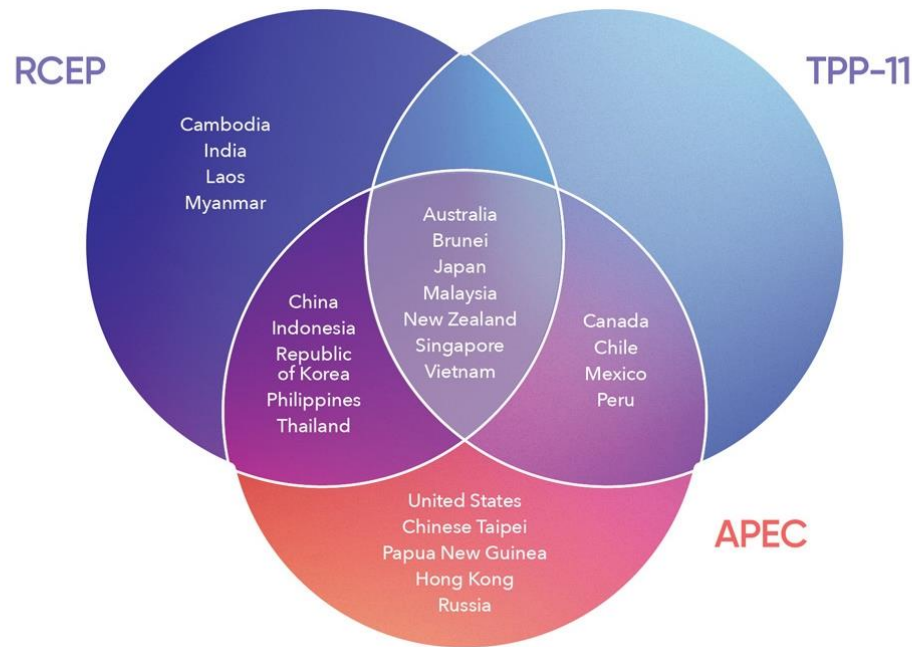 RCEP
TPP-11
Cambodia
India
Laos
Myanmar
Australia
Brunei
Japan
Malaysia
New Zealand
Singapore
Vietnam
China
Indonesia
Republic
of Korea
Philippines
Thailand
Canada
Chile
Mexico
Peru
United States
Chinese Taipei
Papua New Guinea
Hong Kong
Russia
APEC